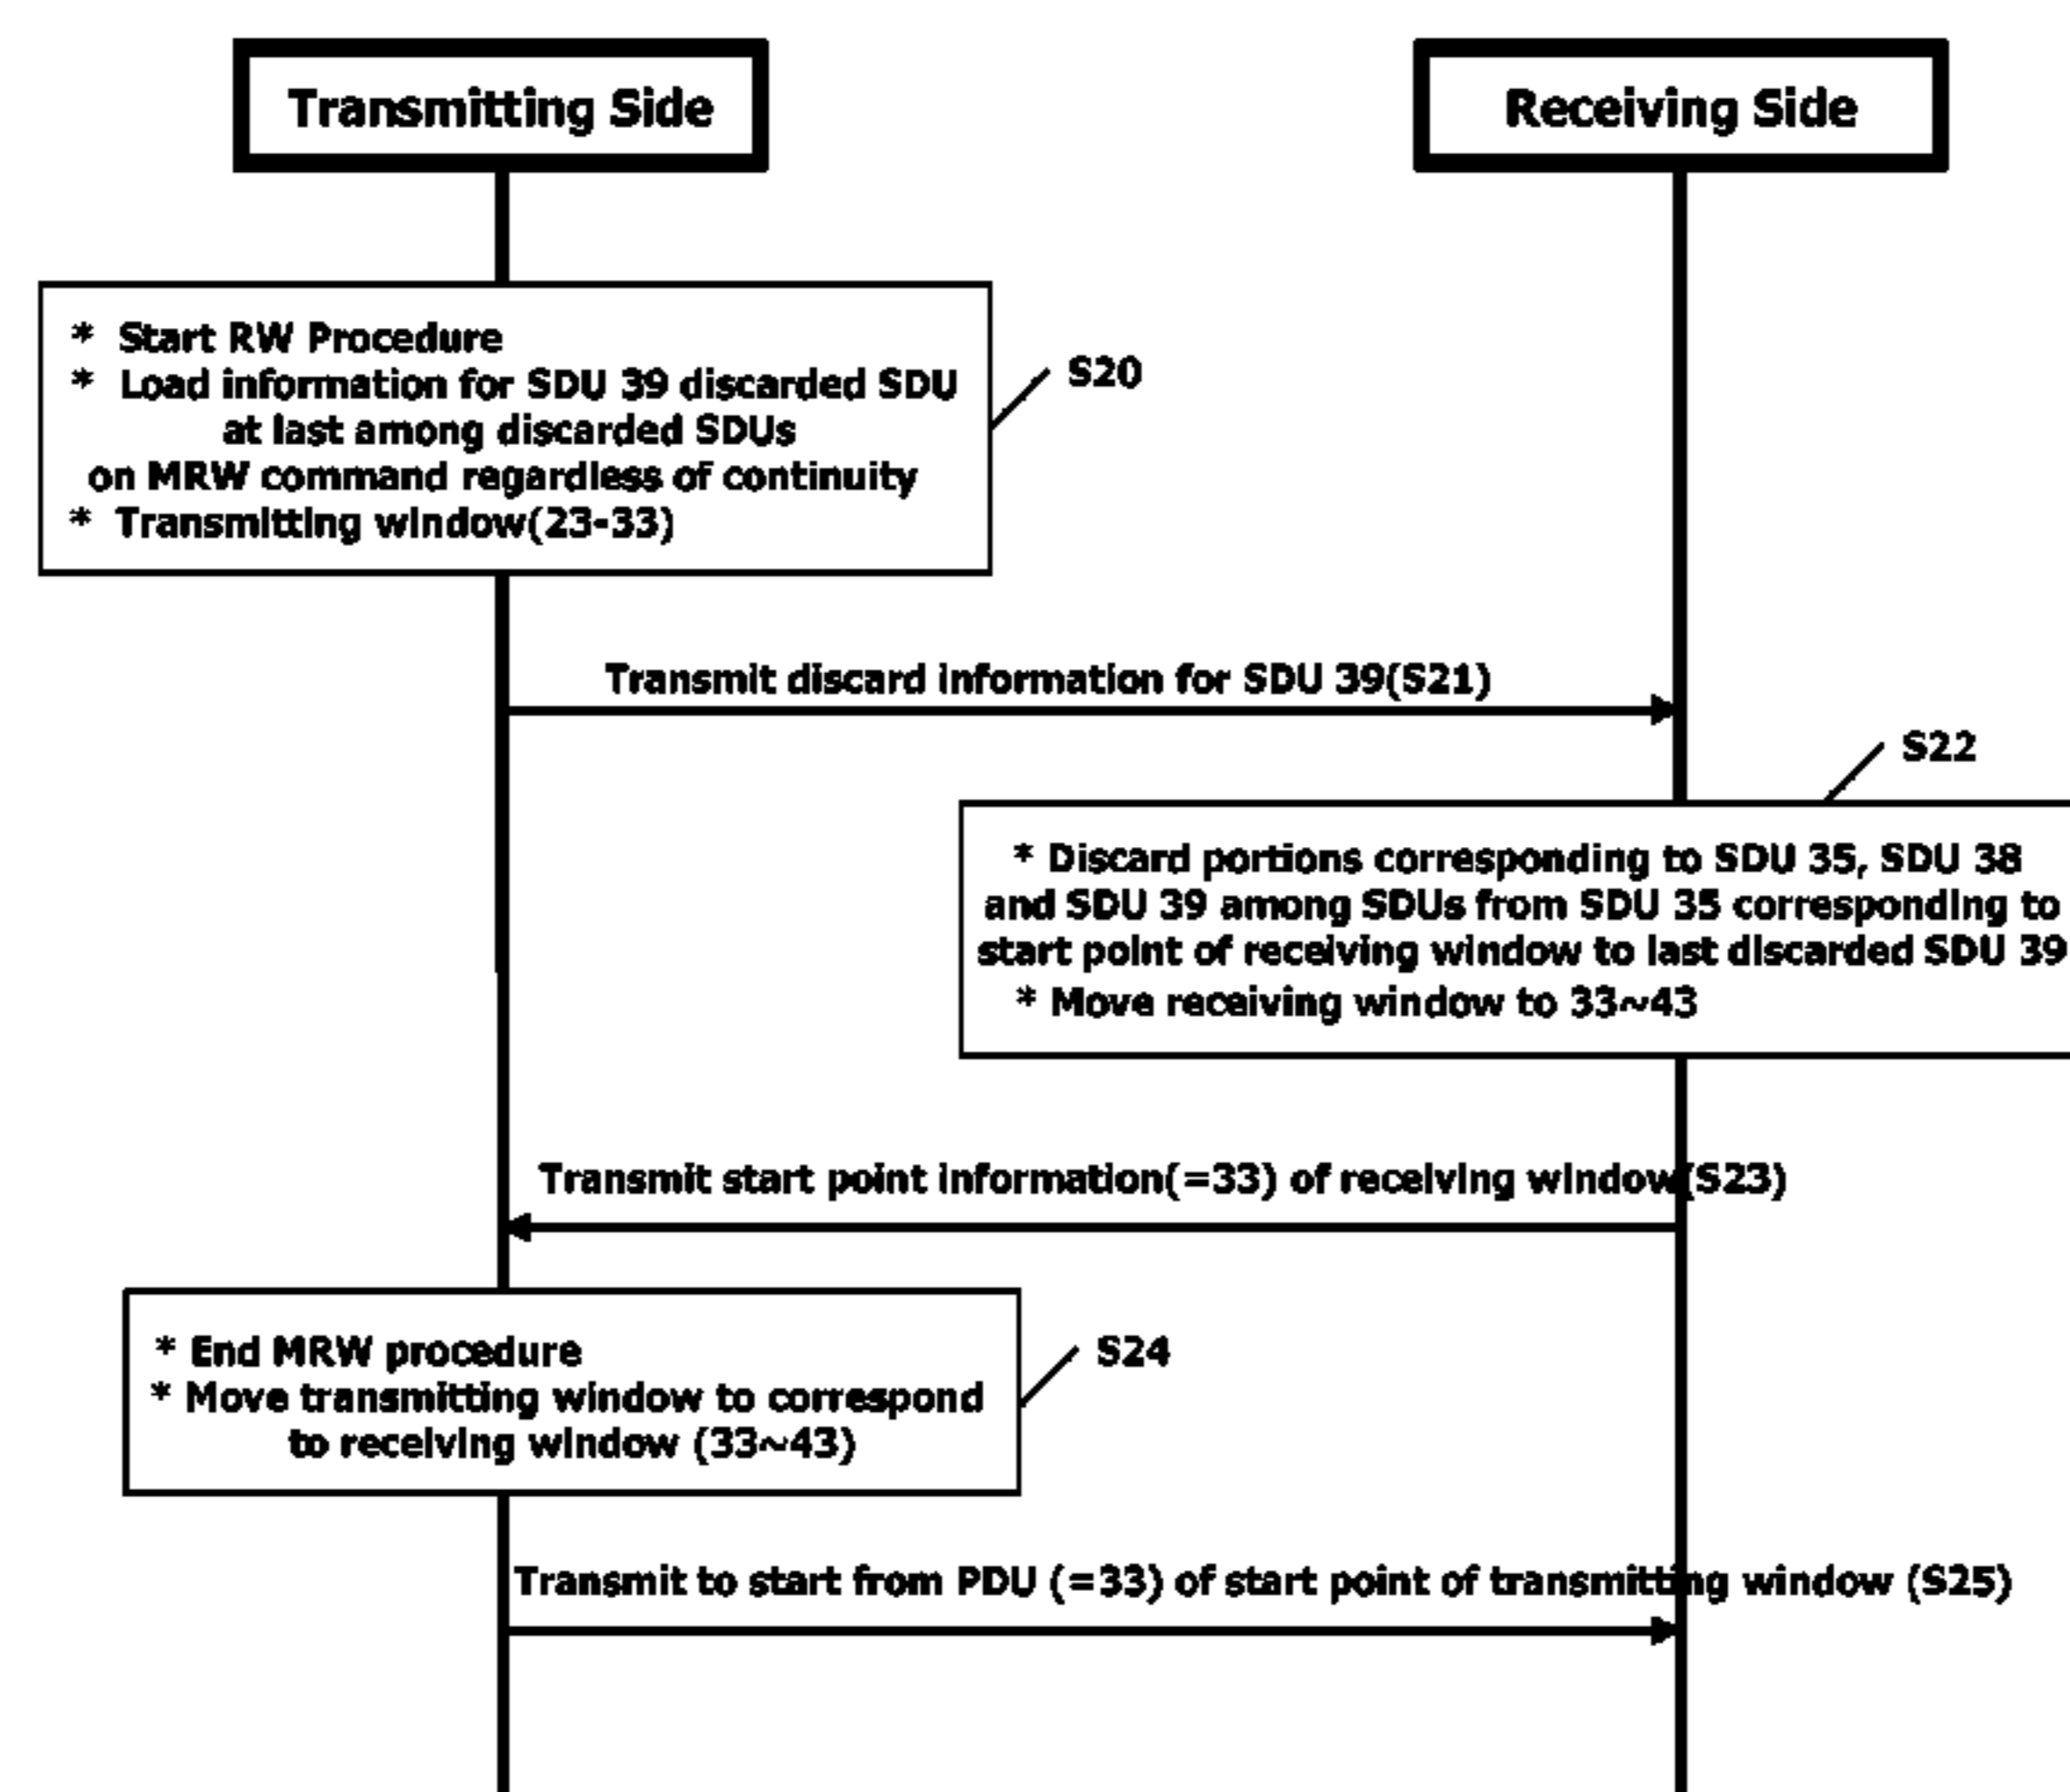 Transmitting Side
Receiving Side
* Start RW Procedure
* Load information for SDU 39 discarded SDU
at last among discarded SDUs
on MRW command regardless of continuity
* Transmitting window(23-33)
S20
Transmit discard information for SDU 39(S21)
S22
* Discard portions corresponding to SDU 35, SDU 38
and SDU 39 among SDUs from SDU 35 corresponding to
start point of receiving window to last discarded SDU 39
* Move receiving window to 33~43
Transmit start point information(=33) of receiving window(S23)
* End MRW procedure
* Move transmitting window to correspond
to receiving window (33~43)
S24
Transmit to start from PDU (=33) of start point of transmitting window (S25)